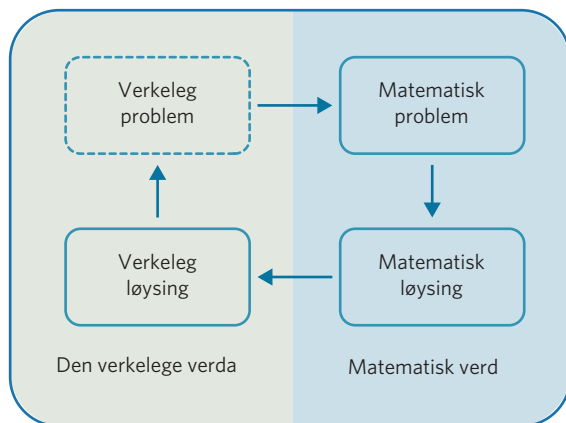 Verkeleg
problem
Matematisk
problem
Verkeleg
løysing
Matematisk
løysing
Den verkelege verda
Matematisk verd